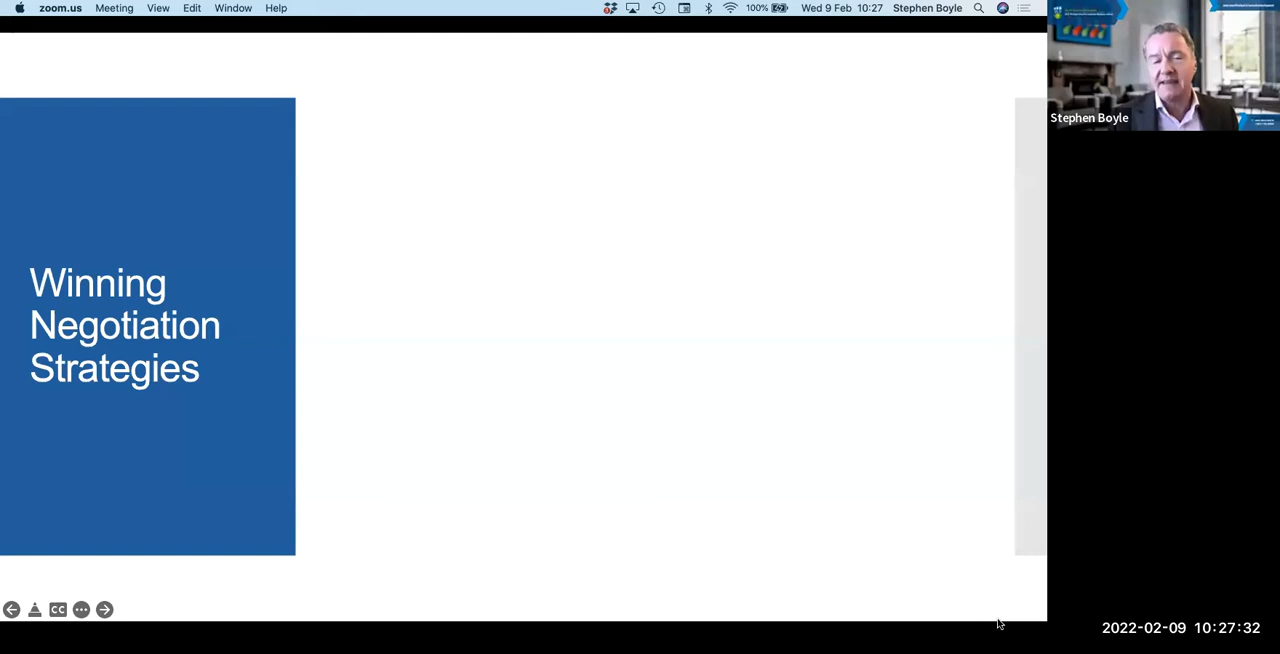 zoom.us Meeting View Edit Window Help 100% Wed 9 Feb 10:27 Stephen Boyle
Stephen Boyle
Winning
Negotiation
Strategies
CC
2022-02-09 10:27:32